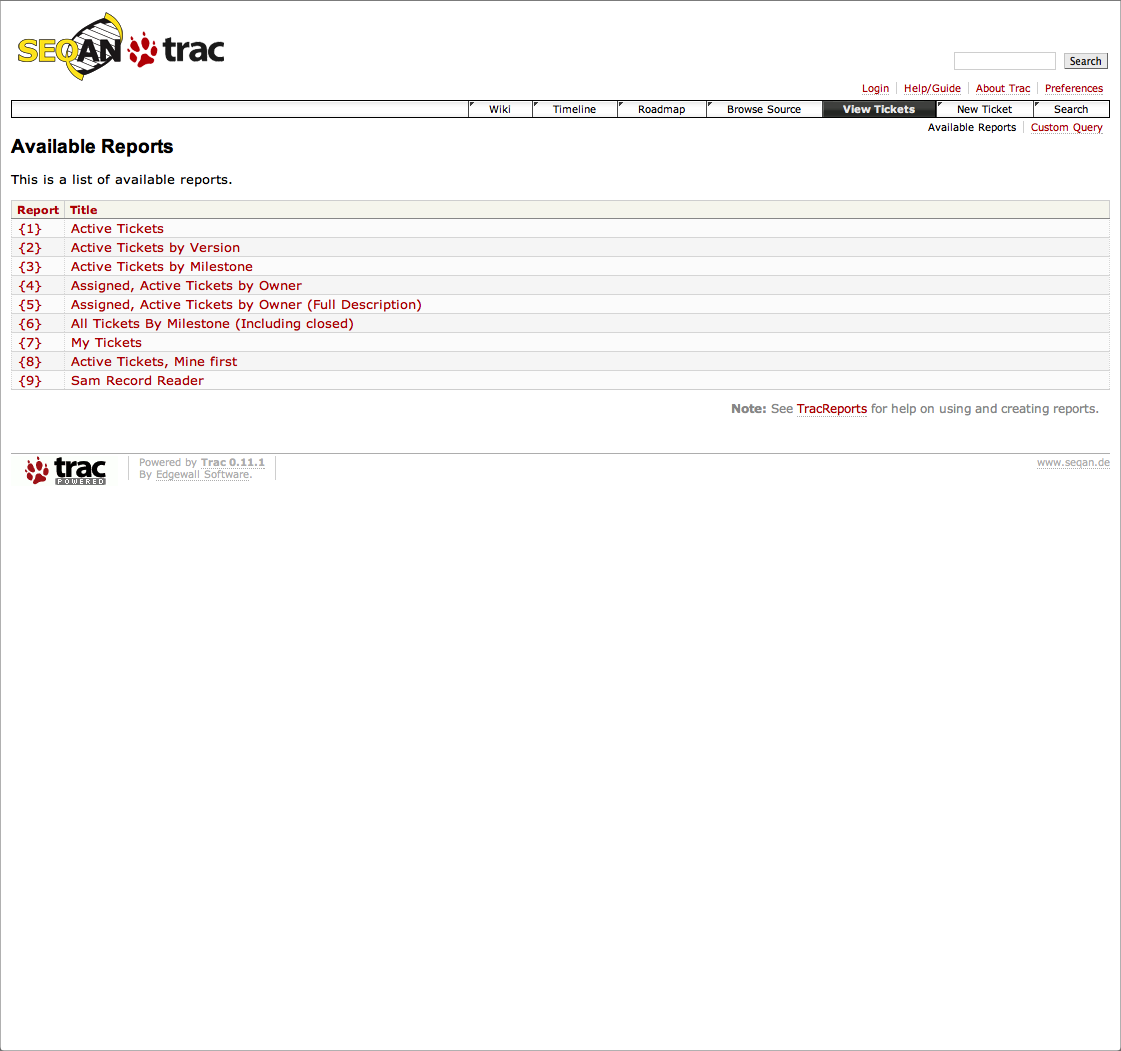 SEQAN trac
Search
Login Help/Guide About Trac Preferences
Wiki Timeline Roadmap Browse Source View Tickets New Ticket Search
Available Reports Custom Query
Available Reports
This is a list of available reports.
Report Title
{1} Active Tickets
{2} Active Tickets by Version
{3} Active Tickets by Milestone
{4} Assigned, Active Tickets by Owner
{5} Assigned, Active Tickets by Owner (Full Description)
{6} All Tickets By Milestone (Including closed)
{7} My Tickets
{8} Active Tickets, Mine first
{9} Sam Record Reader
Note: See TracReports for help on using and creating reports.
trac POWERED
Powered by Trac 0.11.1
By Edgewall Software.
www.seqan.de